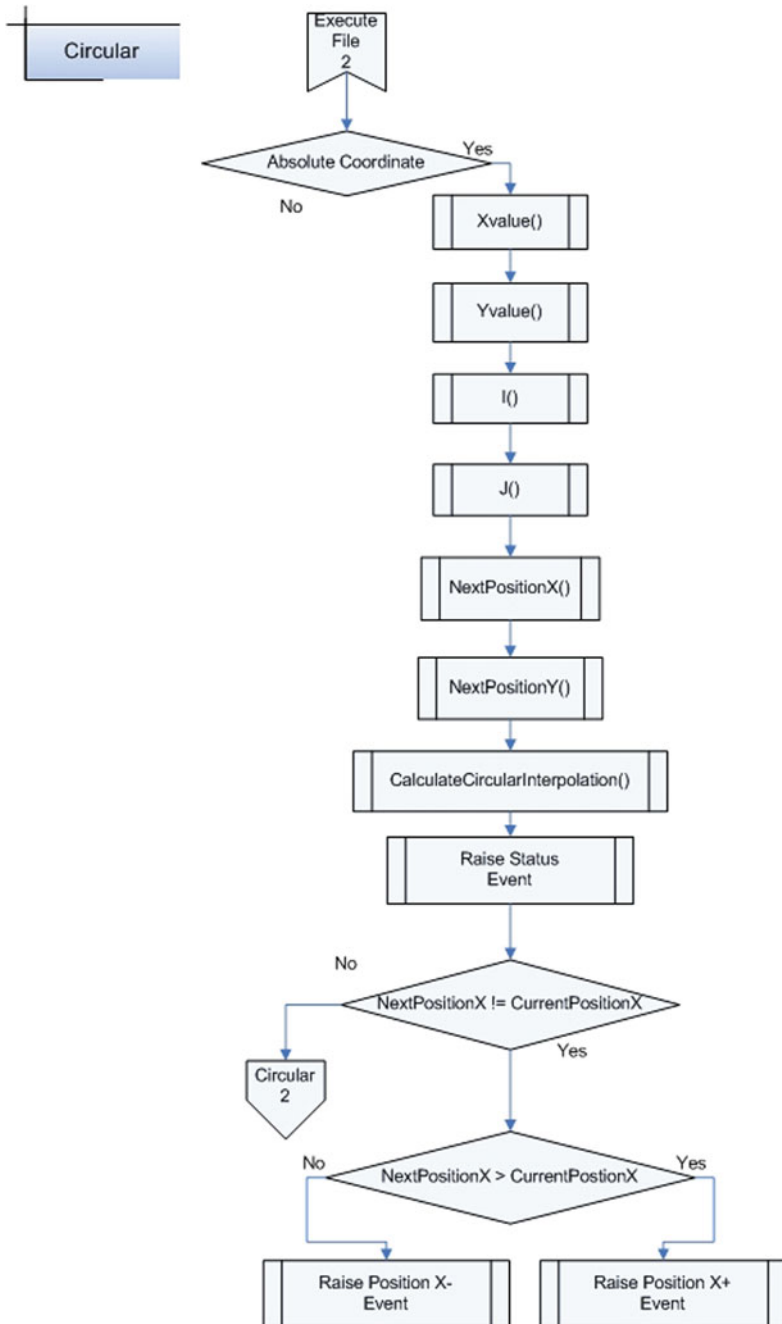 Circular
Execute
File
2
Absolute Coordinate
Yes
No
Xvalue()
Yvalue()
I()
J()
NextPositionX()
NextPositionY()
CalculateCircularInterpolation()
Raise Status
Event
No
NextPositionX != CurrentPositionX
Yes
Circular
2
No
NextPositionX > CurrentPostionX
Yes
Raise Position X-
Event
Raise Position X+
Event